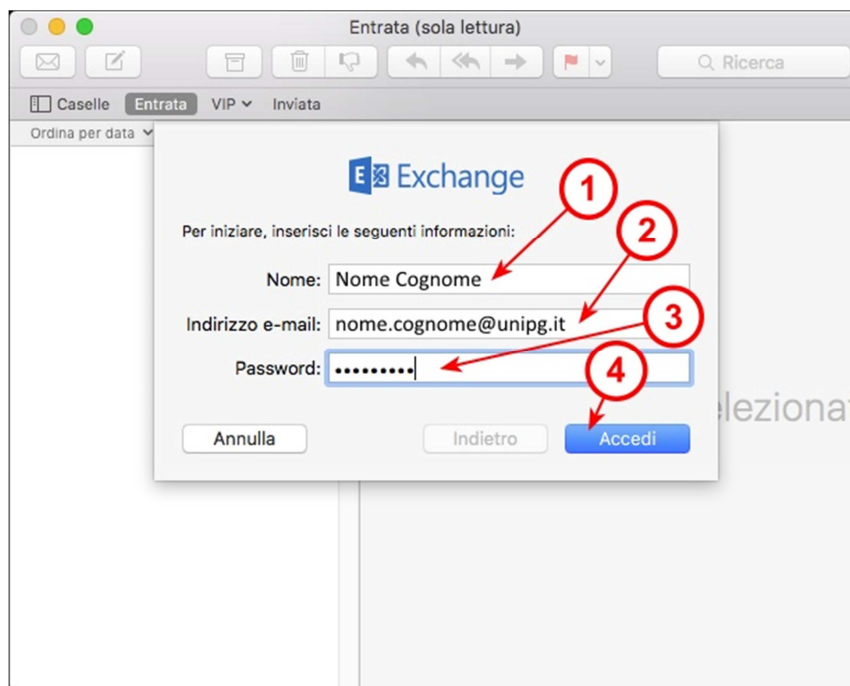 Entrata (sola lettura)
Ricerca
Caselle Entrata VIP Inviata
Ordina per data
E Exchange
1
Per iniziare, inserisci le seguenti informazioni:
2
Nome: Nome Cognome
Indirizzo e-mail: nome.cognome@unipg.it
3
Password: •••••••••
4
Annulla Indietro Accedi